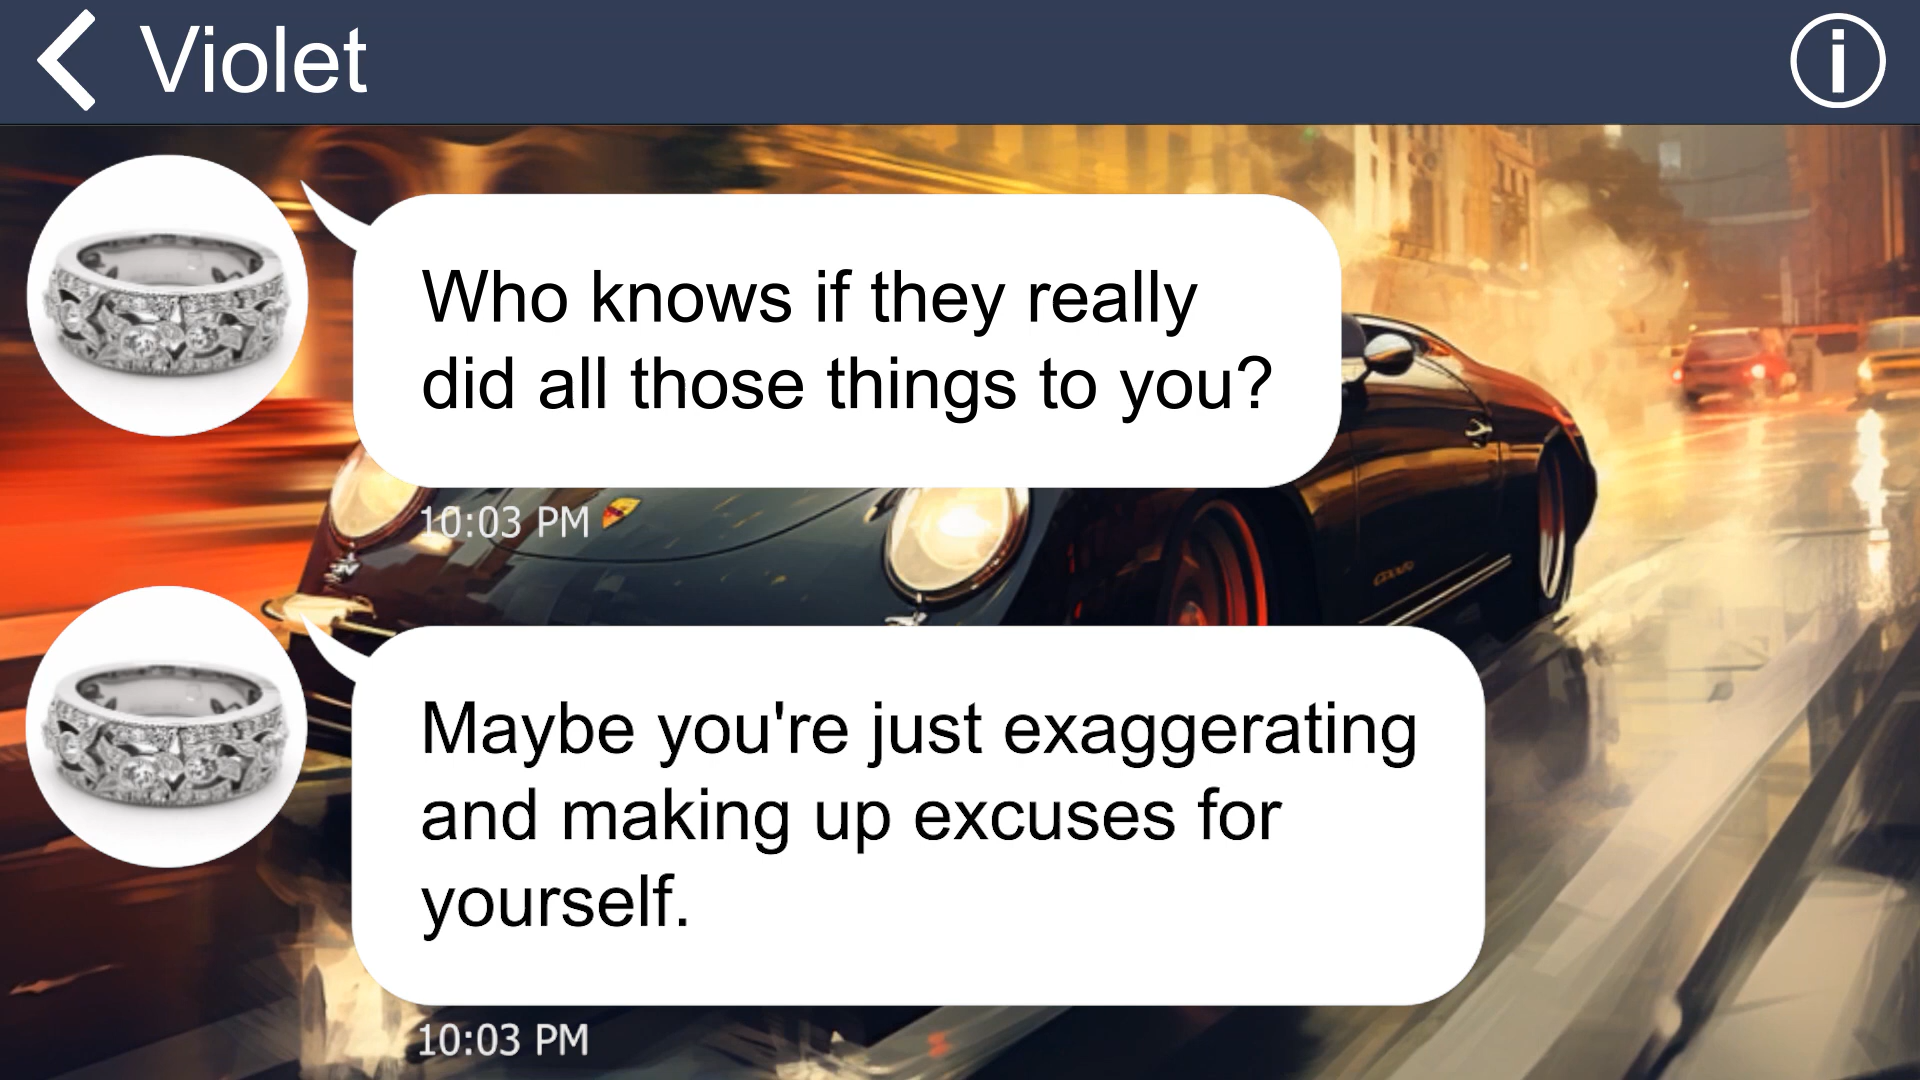 Violet
Who knows if they really
did all those things to you?
10:03 PM
Maybe you're just exaggerating
and making up excuses for
yourself.
10:03 PM